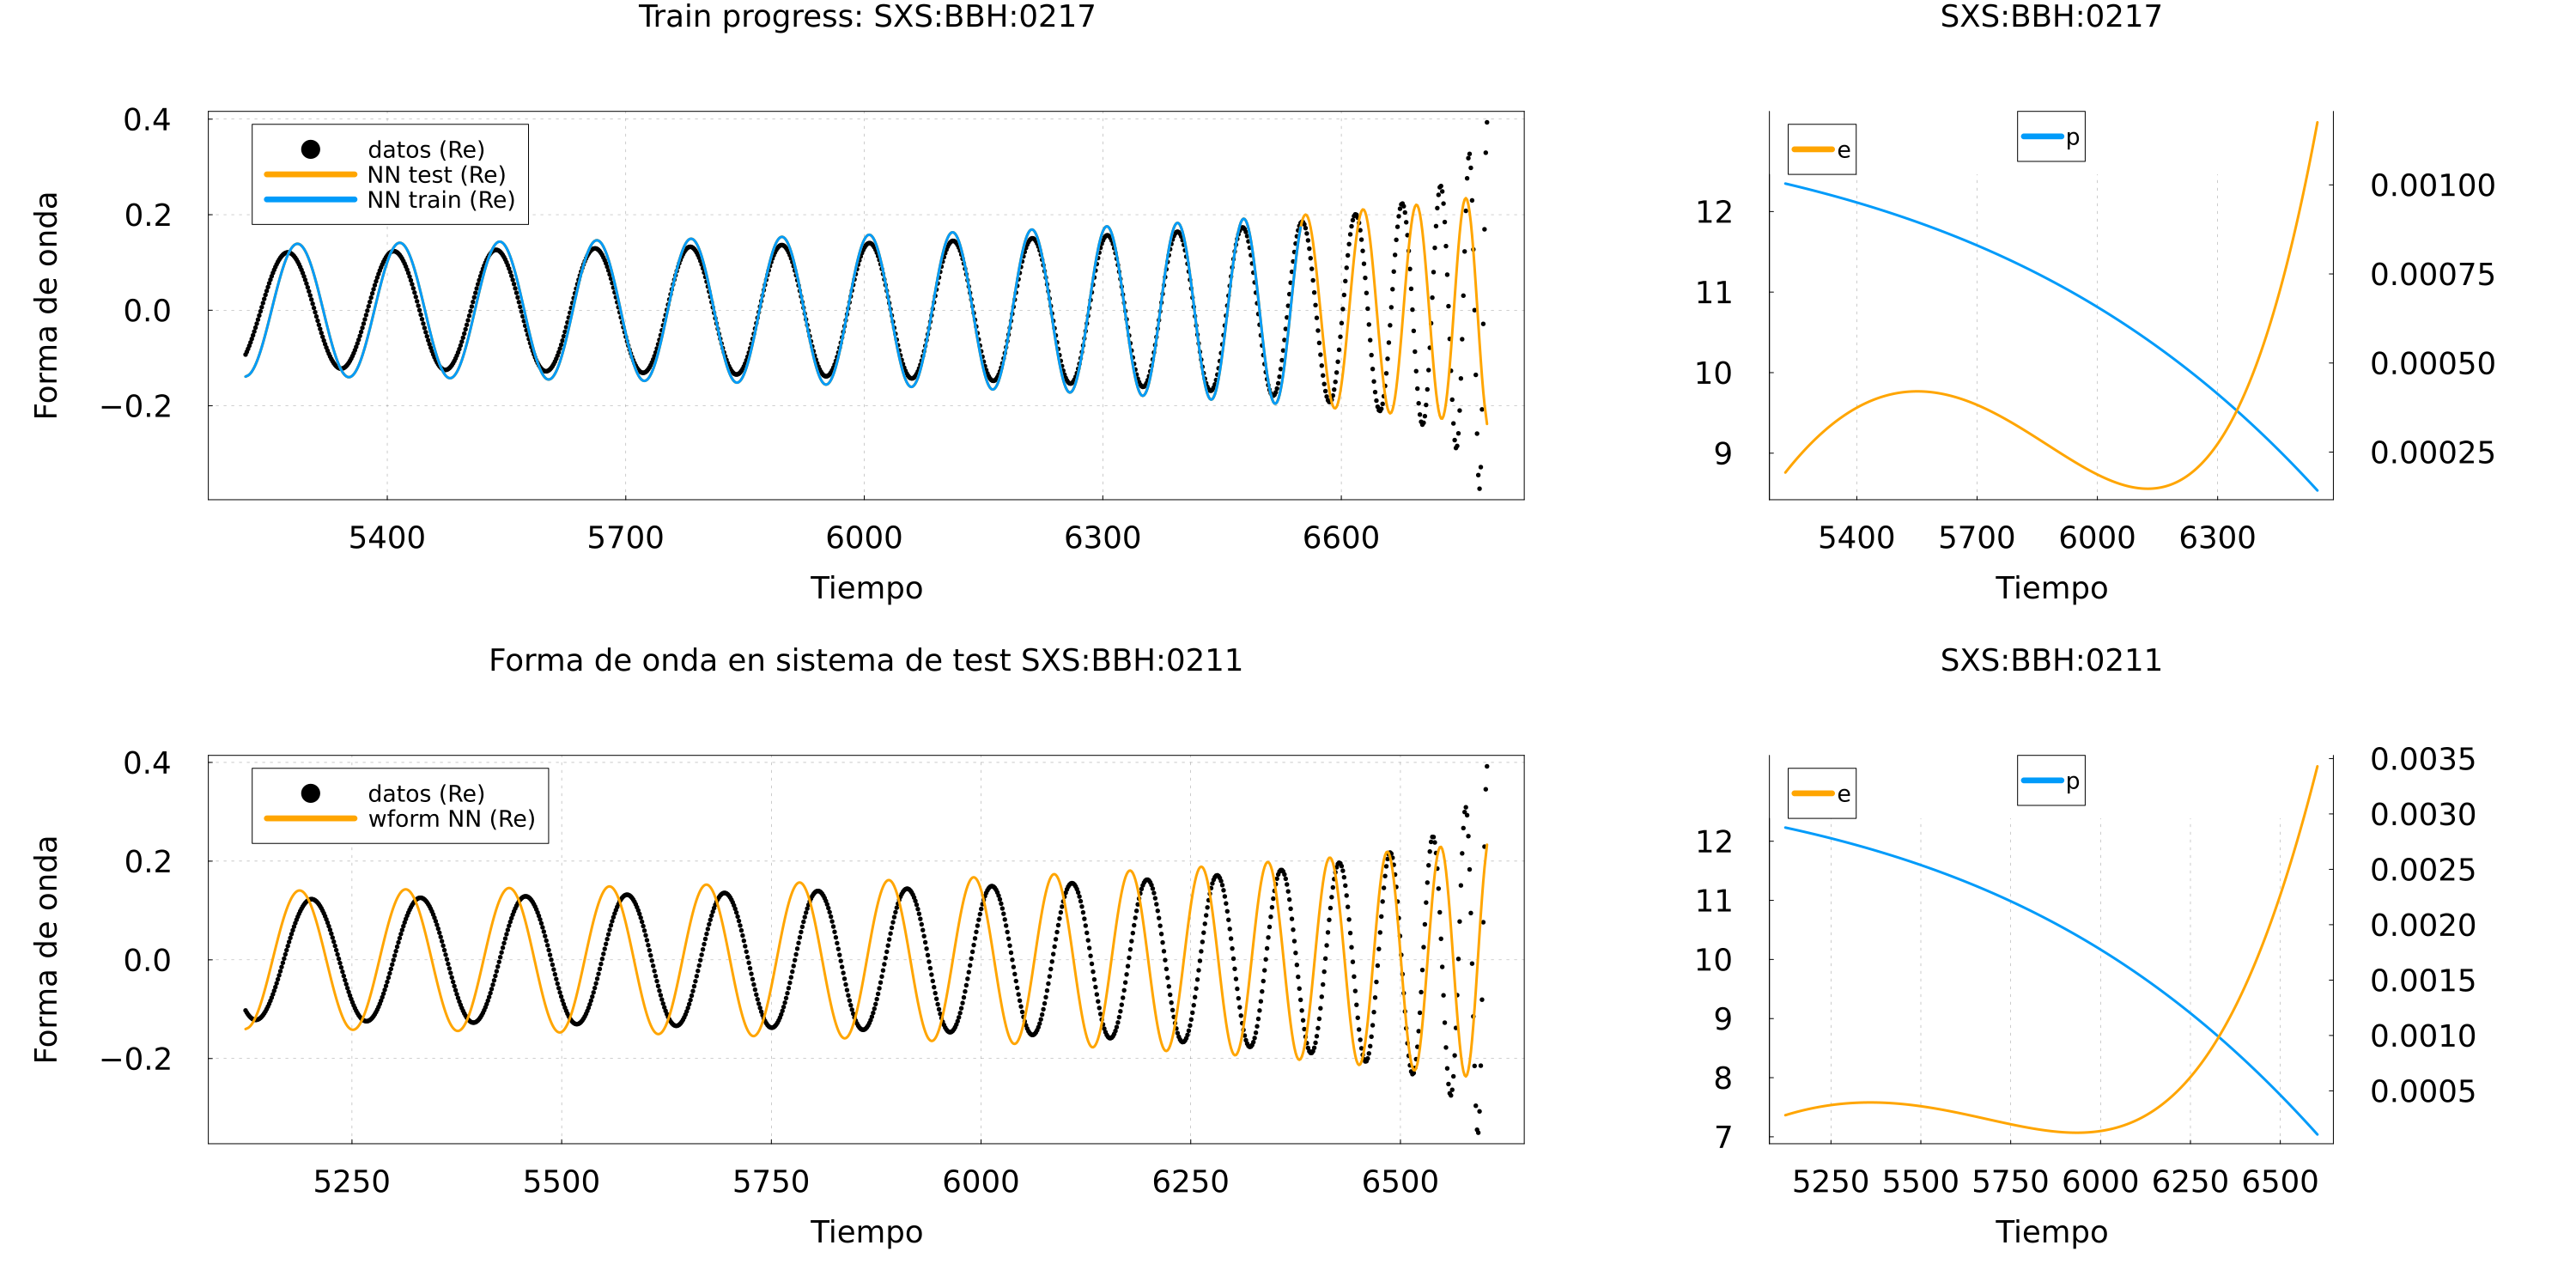 Train progress: SXS:BBH:0217
Forma de onda
0.4
0.2
0.0
−0.2
datos (Re)
NN test (Re)
NN train (Re)
5400 5700 6000 6300 6600
Tiempo
SXS:BBH:0217
e
p
12
11
10
9
0.00100
0.00075
0.00050
0.00025
5400 5700 6000 6300
Tiempo
Forma de onda en sistema de test SXS:BBH:0211
Forma de onda
0.4
0.2
0.0
−0.2
datos (Re)
wform NN (Re)
5250 5500 5750 6000 6250 6500
Tiempo
SXS:BBH:0211
e
p
12
11
10
9
8
7
0.0035
0.0030
0.0025
0.0020
0.0015
0.0010
0.0005
5250 5500 5750 6000 6250 6500
Tiempo